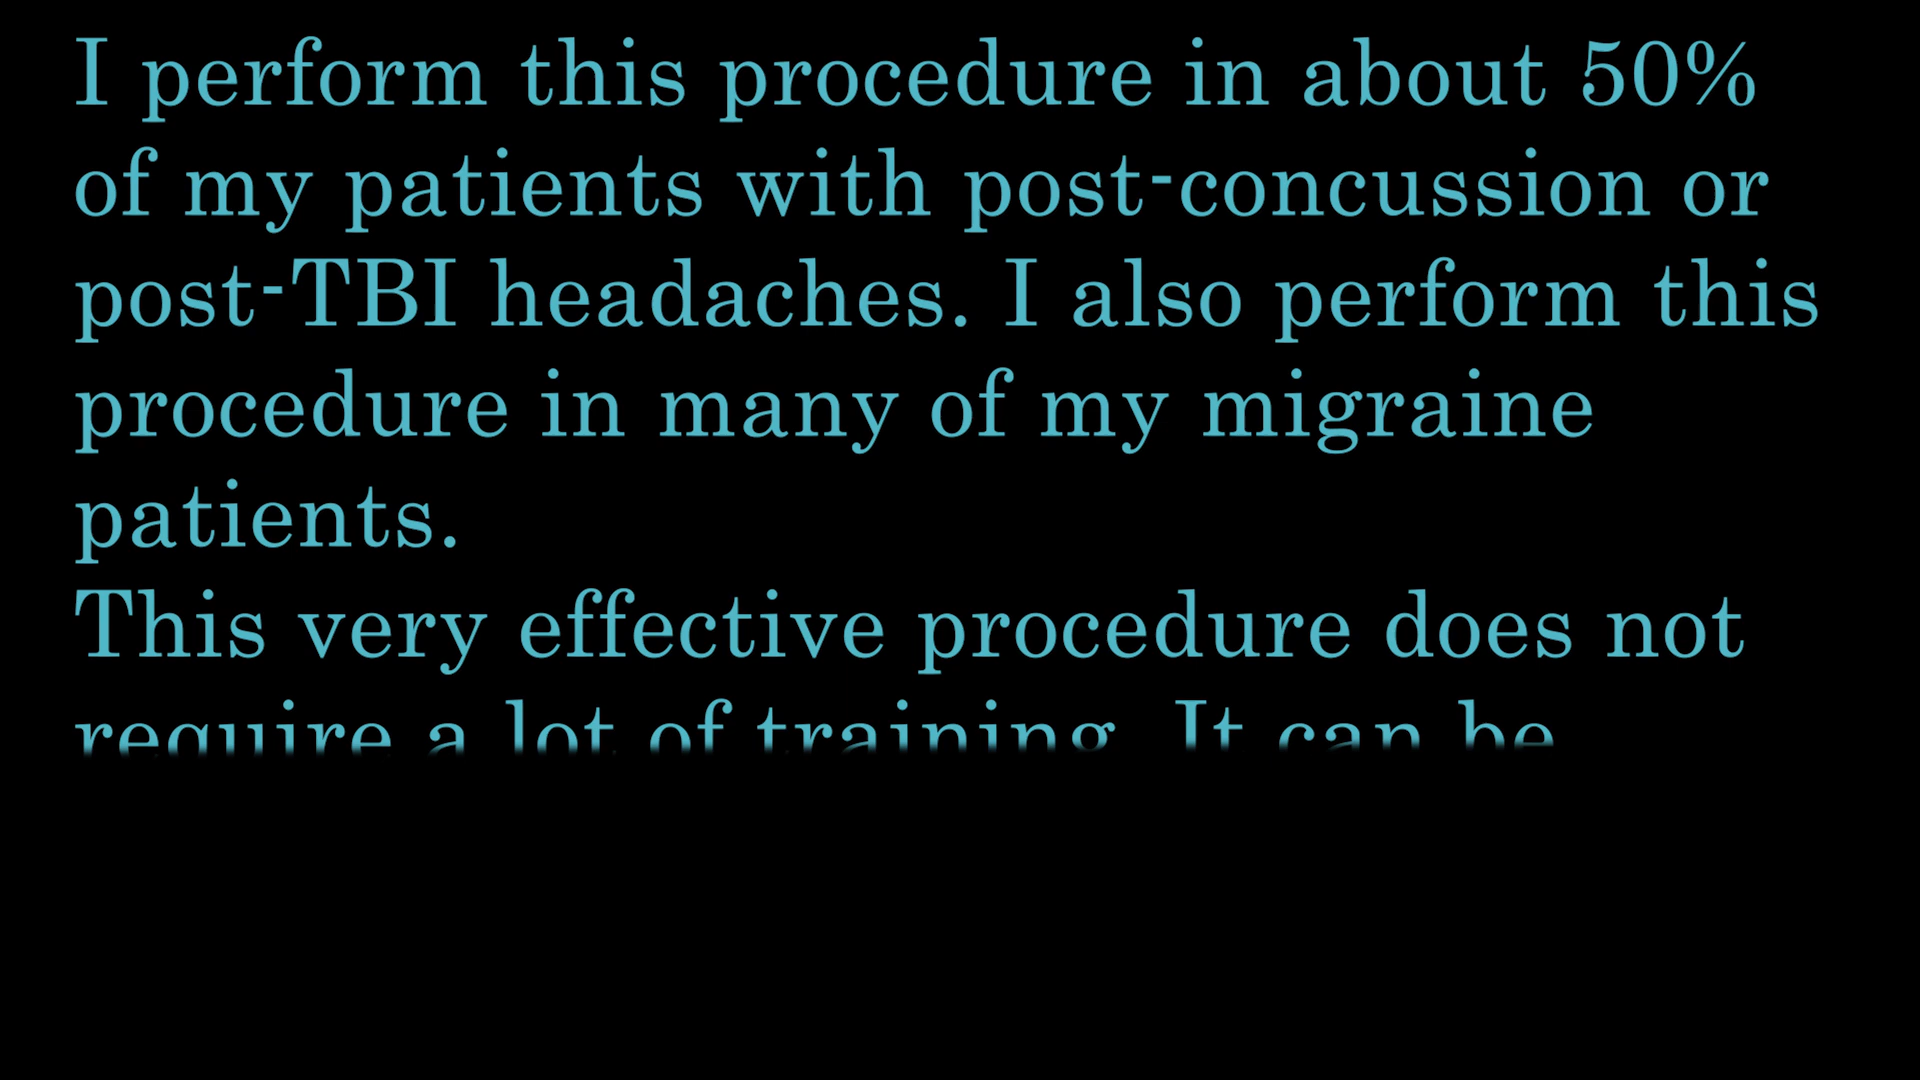 I perform this procedure in about 50%
of my patients with post-concussion or
post-TBI headaches. I also perform this
procedure in many of my migraine
patients.
This very effective procedure does not
require a lot of training. It can be